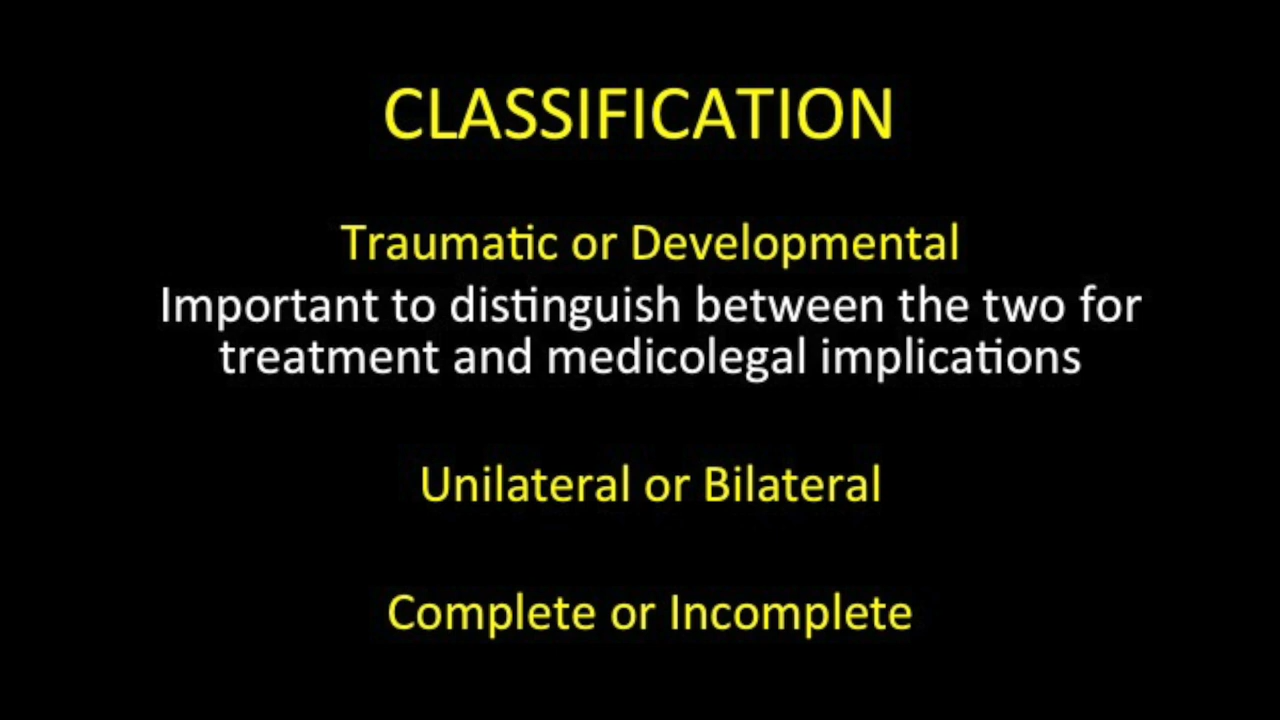 CLASSIFICATION
Traumatic or Developmental
Important to distinguish between the two for
treatment and medicolegal implications
Unilateral or Bilateral
Complete or Incomplete